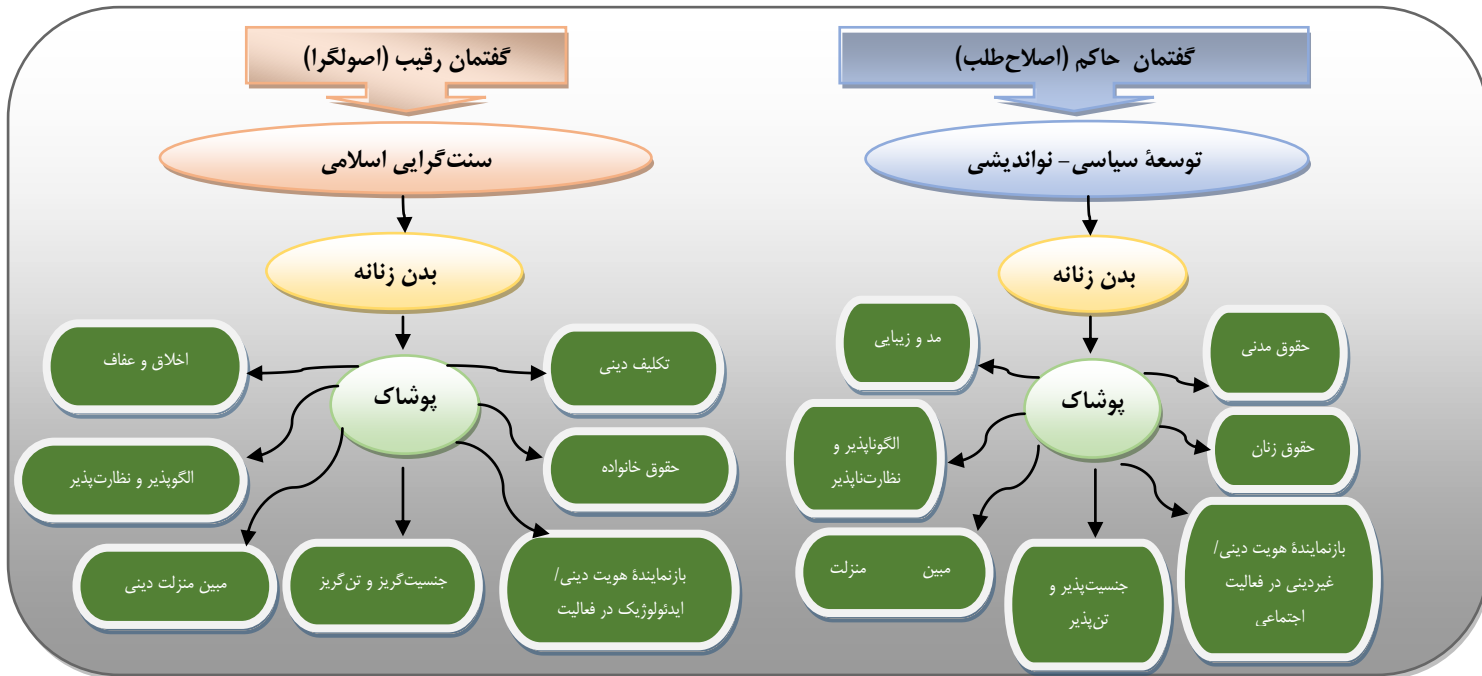 گفتمان حاکم (اصلاح‌طلب)
توسعۀ سیاسی- نواندیشی
بدن زنانه
پوشاک
حقوق مدنی
حقوق زنان
بازنمایندۀ هویت دینی/
غیردینی در فعالیت
اجتماعی
جنسیت‌پذیر و
تن‌پذیر
مبین منزلت
الگوناپذیر و
نظارت‌ناپذیر
مد و زیبایی
گفتمان رقیب (اصولگرا)
سنت‌گرایی اسلامی
بدن زنانه
پوشاک
تکلیف دینی
حقوق خانواده
بازنمایندۀ هویت دینی/
ایدئولوژیک در فعالیت
جنسیت‌گریز و تن‌گریز
مبین منزلت دینی
الگوپذیر و نظارت‌پذیر
اخلاق و عفاف